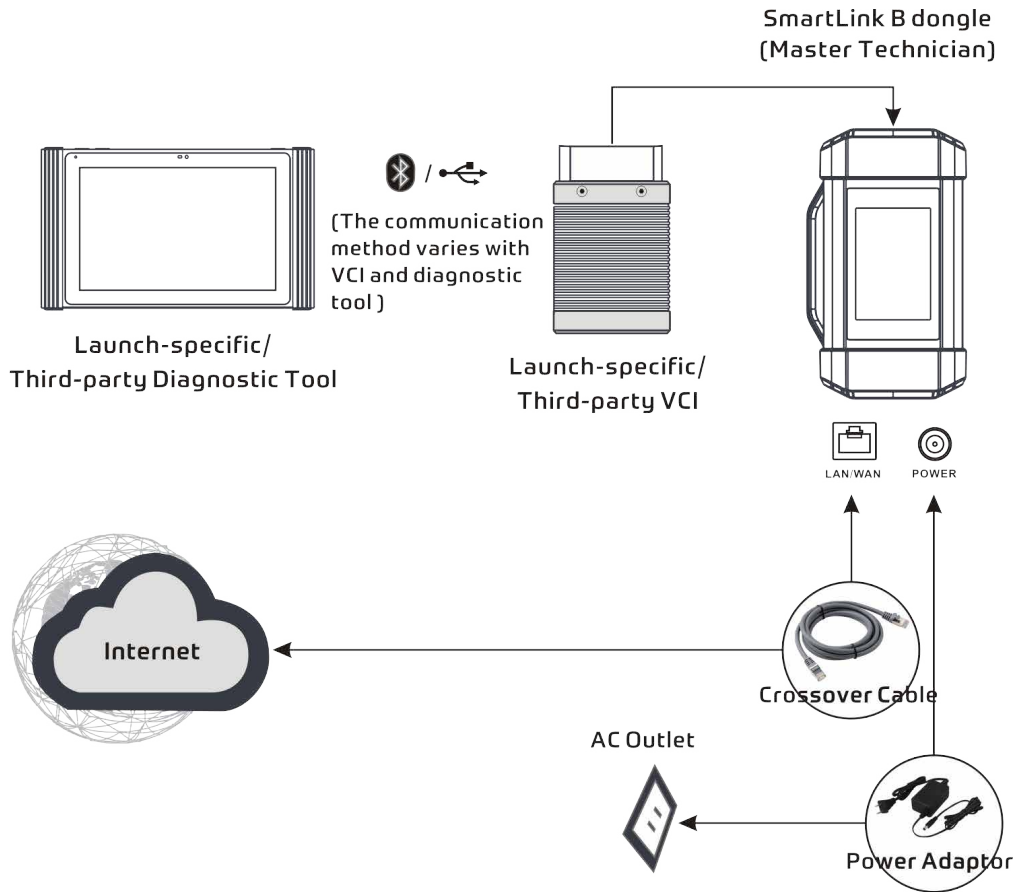 SmartLink B dongle
(Master Technician)
(The communication
method varies with
VCI and diagnostic
tool )
Launch-specific/
Third-party Diagnostic Tool
Launch-specific/
Third-party VCI
LAN/WAN
POWER
Internet
Crossover Cable
AC Outlet
Power Adaptor